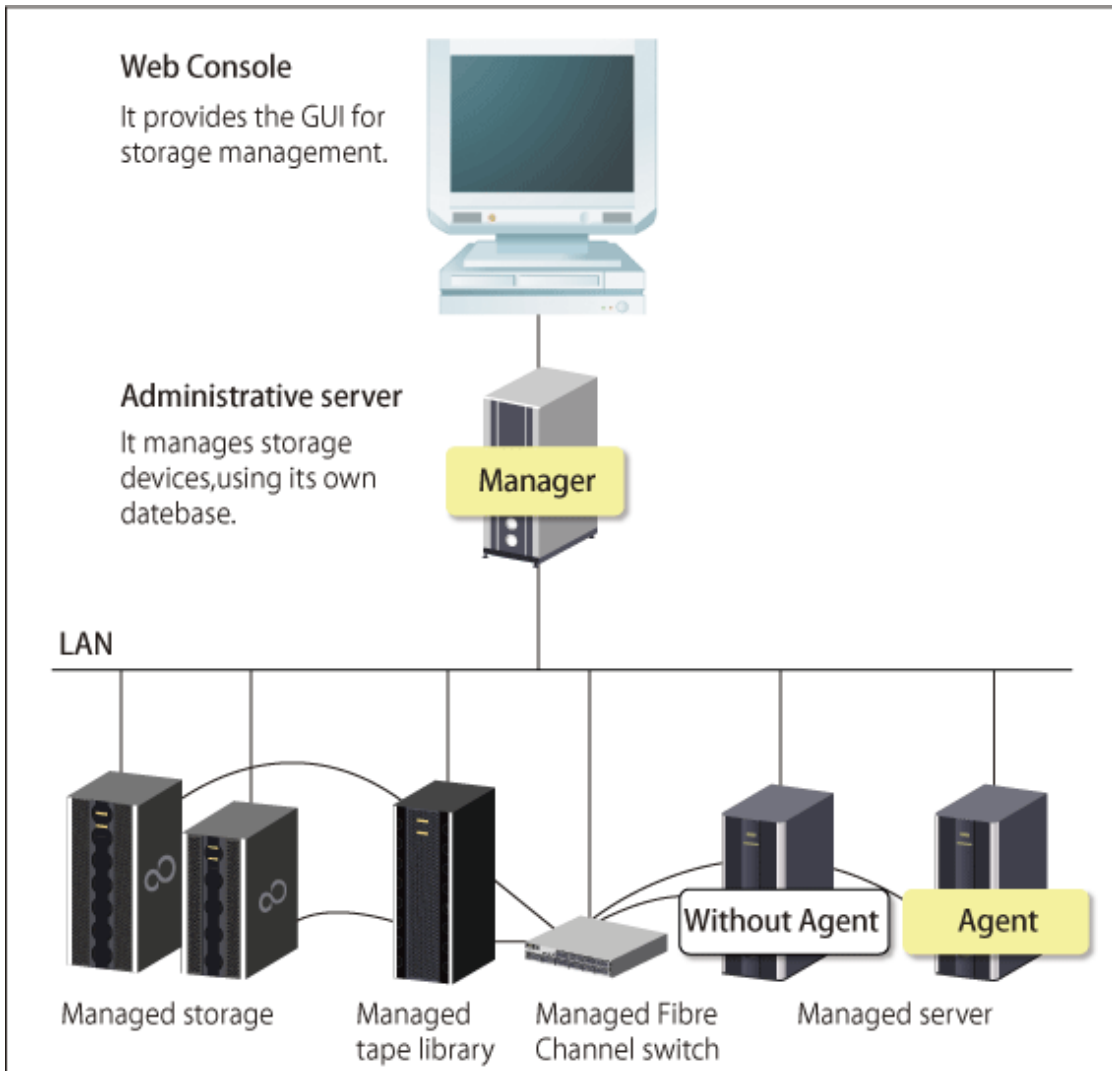 Web Console
It provides the GUI for
storage management.
Administrative server
It manages storage
devices,using its own
datebase.
Manager
LAN
Without Agent
Agent
Managed storage
Managed
tape library
Managed Fibre
Channel switch
Managed server